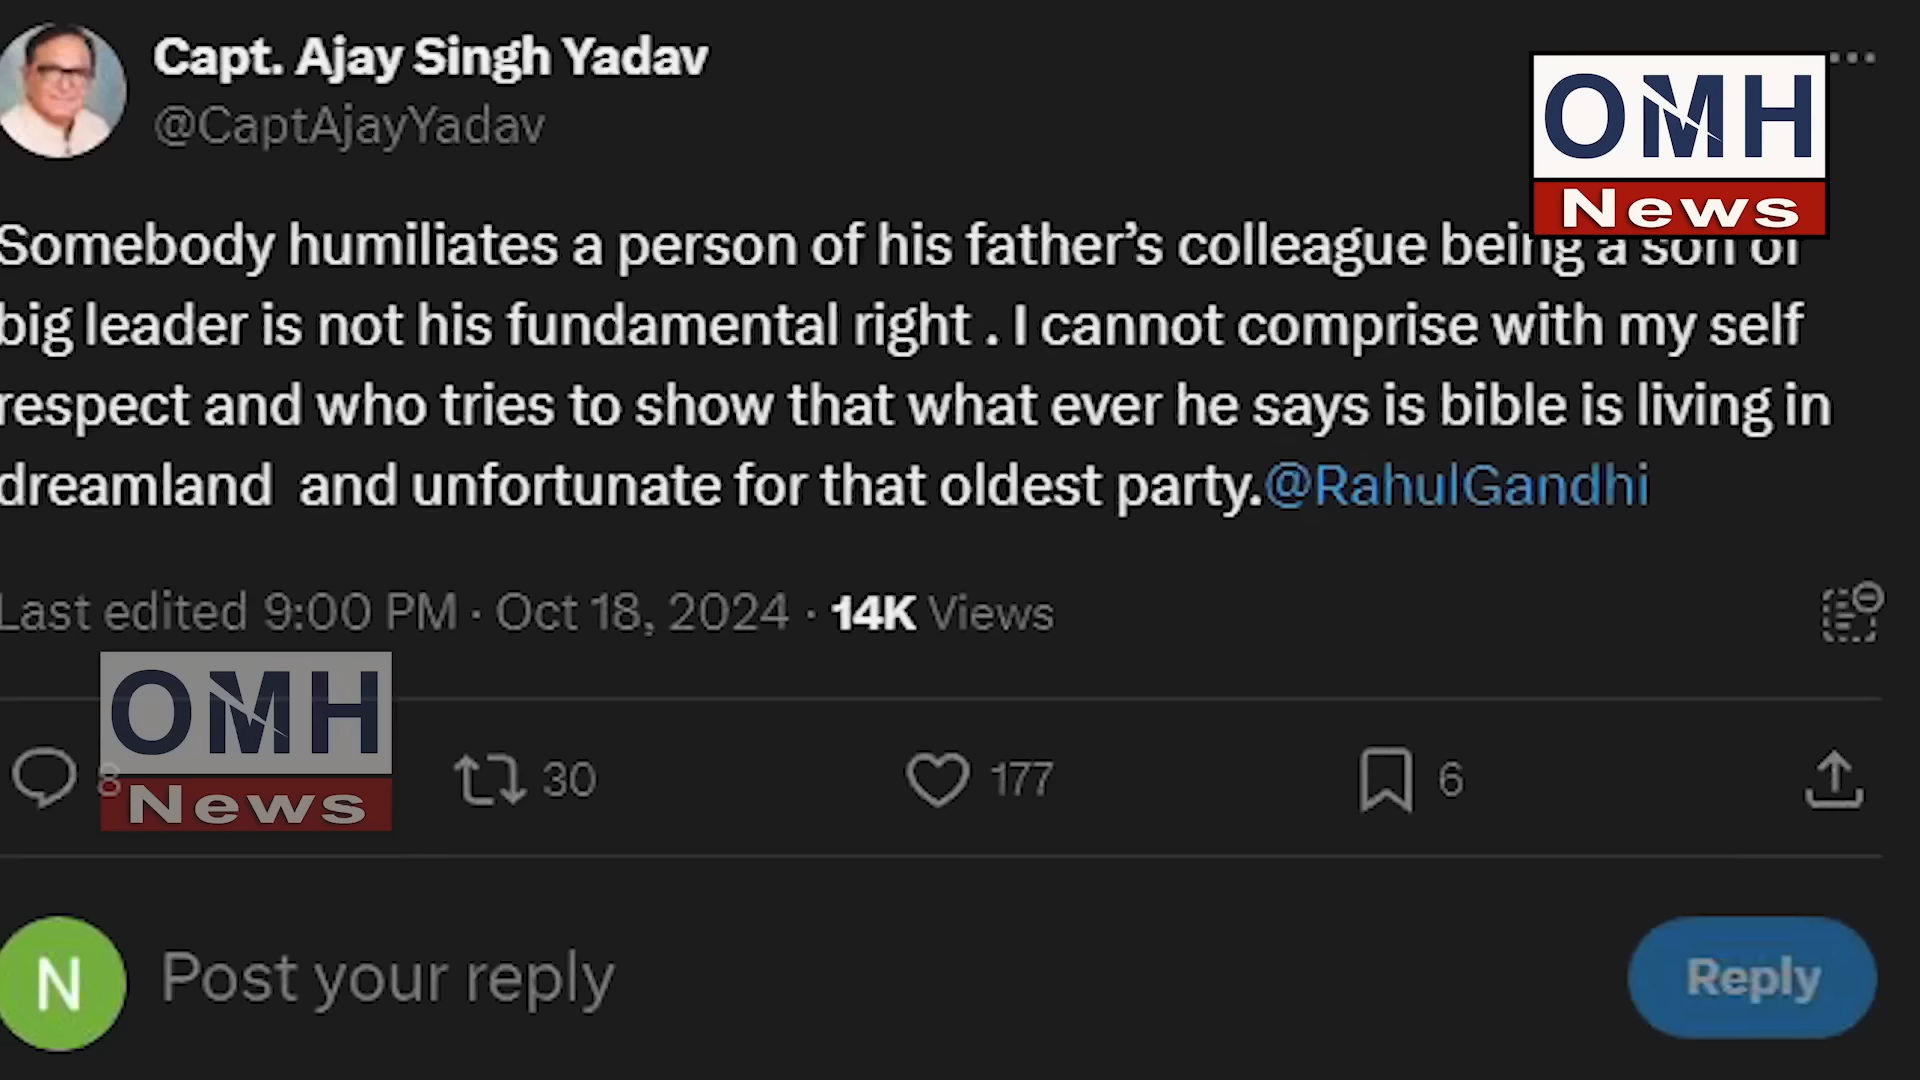 Capt. Ajay Singh Yadav
@CaptAjayYadav
OMH
News
Somebody humiliates a person of his father’s colleague being a son of
big leader is not his fundamental right . I cannot comprise with my self
respect and who tries to show that what ever he says is bible is living in
dreamland and unfortunate for that oldest party.@RahulGandhi
Last edited 9:00 PM · Oct 18, 2024 · 14K Views
OMH
News
8 30 177 6
N
Post your reply
Reply